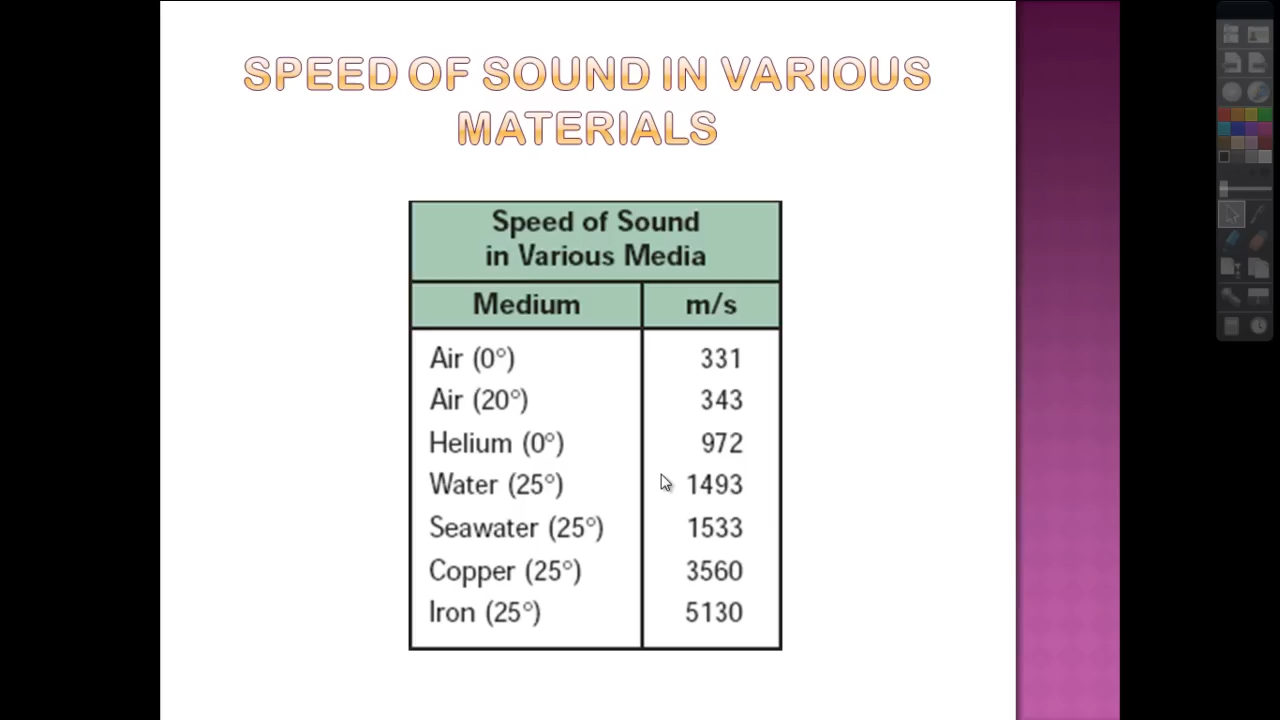 SPEED OF SOUND IN VARIOUS
MATERIALS
Speed of Sound
in Various Media
Medium m/s
Air (0°) 331
Air (20°) 343
Helium (0°) 972
Water (25°) 1493
Seawater (25°) 1533
Copper (25°) 3560
Iron (25°) 5130